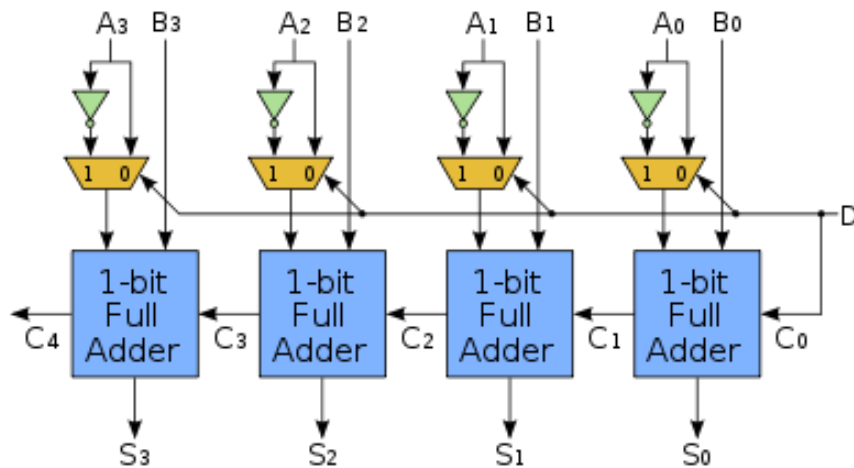 A3 B3 A2 B2 A1 B1 A0 B0
1 0 1 0 1 0 1 0
D
1-bit Full Adder 1-bit Full Adder 1-bit Full Adder 1-bit Full Adder
C4 C3 C2 C1 C0
S3 S2 S1 S0